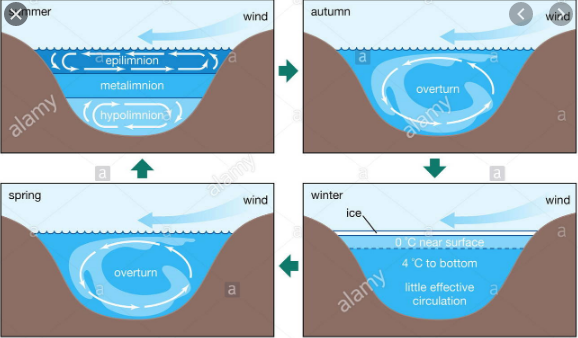 summer
wind
epilimnion
metalimnion
hypolimnion
alamy
a
a
autumn
wind
overturn
alamy
a
a
a
spring
wind
overturn
alamy
a
a
winter
wind
ice
0 °C near surface
4 °C to bottom
little effective
circulation
alamy
a
a